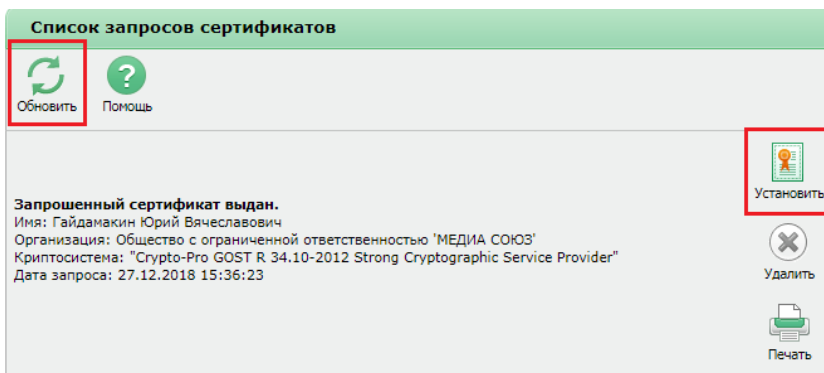 Список запросов сертификатов
Обновить
Помощь
Установить
Запрошенный сертификат выдан.
Имя: Гайдамакин Юрий Вячеславович
Организация: Общество с ограниченной ответственностью 'МЕДИА СОЮЗ'
Криптосистема: "Crypto-Pro GOST R 34.10-2012 Strong Cryptographic Service Provider"
Дата запроса: 27.12.2018 15:36:23
Удалить
Печать